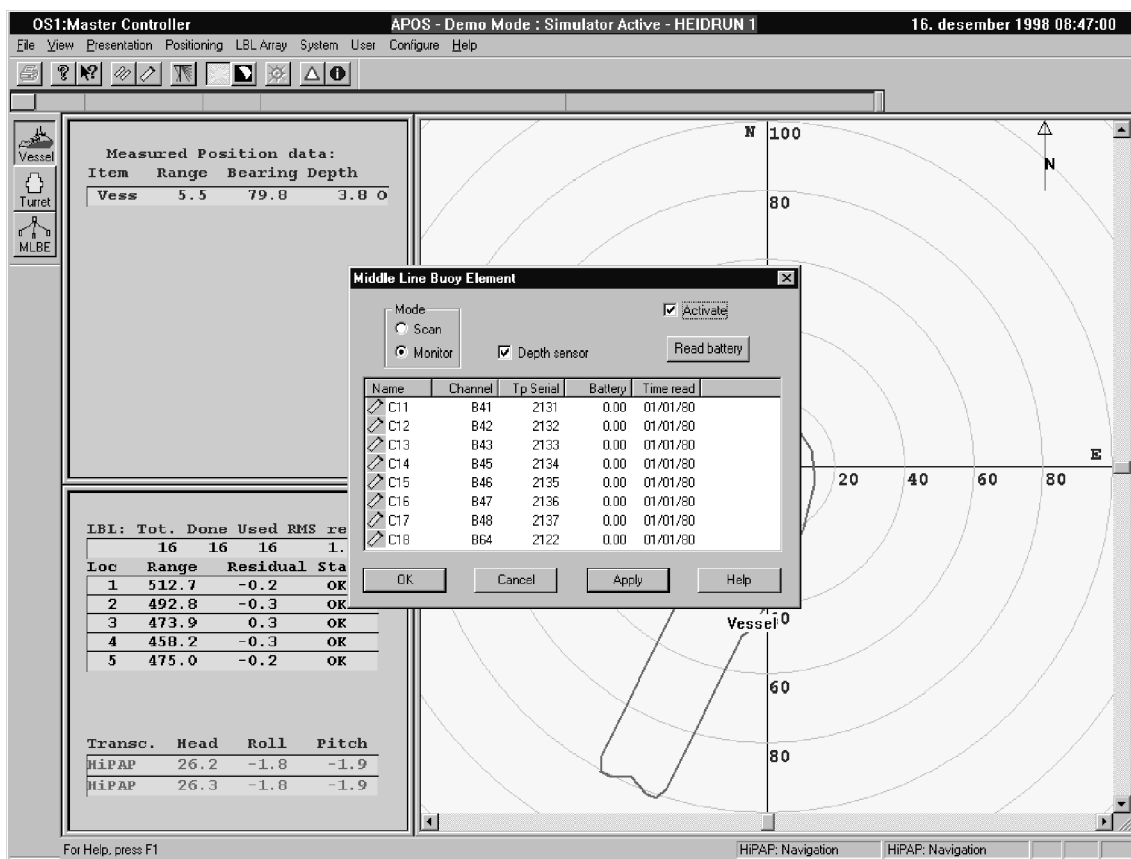 OS1:Master Controller APOS - Demo Mode : Simulator Active - HEIDRUN 1 16. desember 1998 08:47:00
File View Presentation Positioning LBL Array System User Configure Help
Vessel
Turret
MLBE
Measured Position data:
Item Range Bearing Depth
Vess 5.5 79.8 3.8 O
LBL: Tot. Done Used RMS re
16 16 16 1.
Loc Range Residual Sta
1 512.7 -0.2 OK
2 492.8 -0.3 OK
3 473.9 0.3 OK
4 458.2 -0.3 OK
5 475.0 -0.2 OK
Transc. Head Roll Pitch
HiPAP 26.2 -1.8 -1.9
HiPAP 26.3 -1.8 -1.9
N 100
N
80
Middle Line Buoy Element
Mode
Scan
Monitor
Depth sensor
Activate
Read battery
Name Channel Tp Serial Battery Time read
C11 B41 2131 0.00 01/01/80
C12 B42 2132 0.00 01/01/80
C13 B43 2133 0.00 01/01/80
C14 B45 2134 0.00 01/01/80
C15 B46 2135 0.00 01/01/80
C16 B47 2136 0.00 01/01/80
C17 B48 2137 0.00 01/01/80
C18 B64 2122 0.00 01/01/80
OK Cancel Apply Help
E
20 40 60 80
Vessel 0
60
80
For Help, press F1 HiPAP: Navigation HiPAP: Navigation